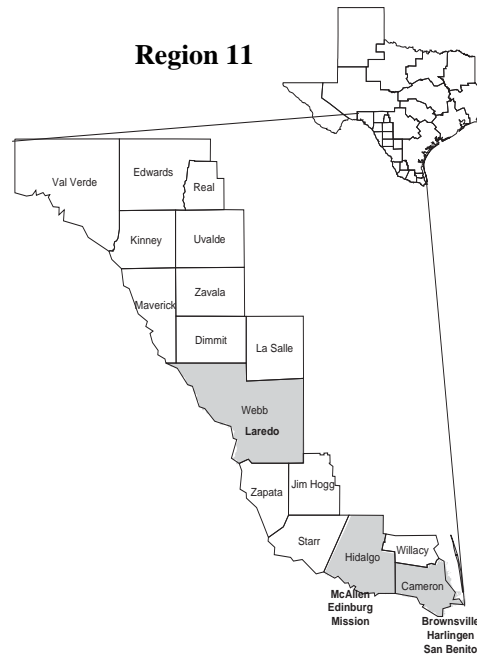 Region 11
Val Verde
Edwards
Real
Kinney
Uvalde
Maverick
Zavala
Dimmit
La Salle
Webb
Laredo
Zapata
Jim Hogg
Starr
Hidalgo
Willacy
Cameron
McAllen
Edinburg
Mission
Brownsville
Harlingen
San Benito